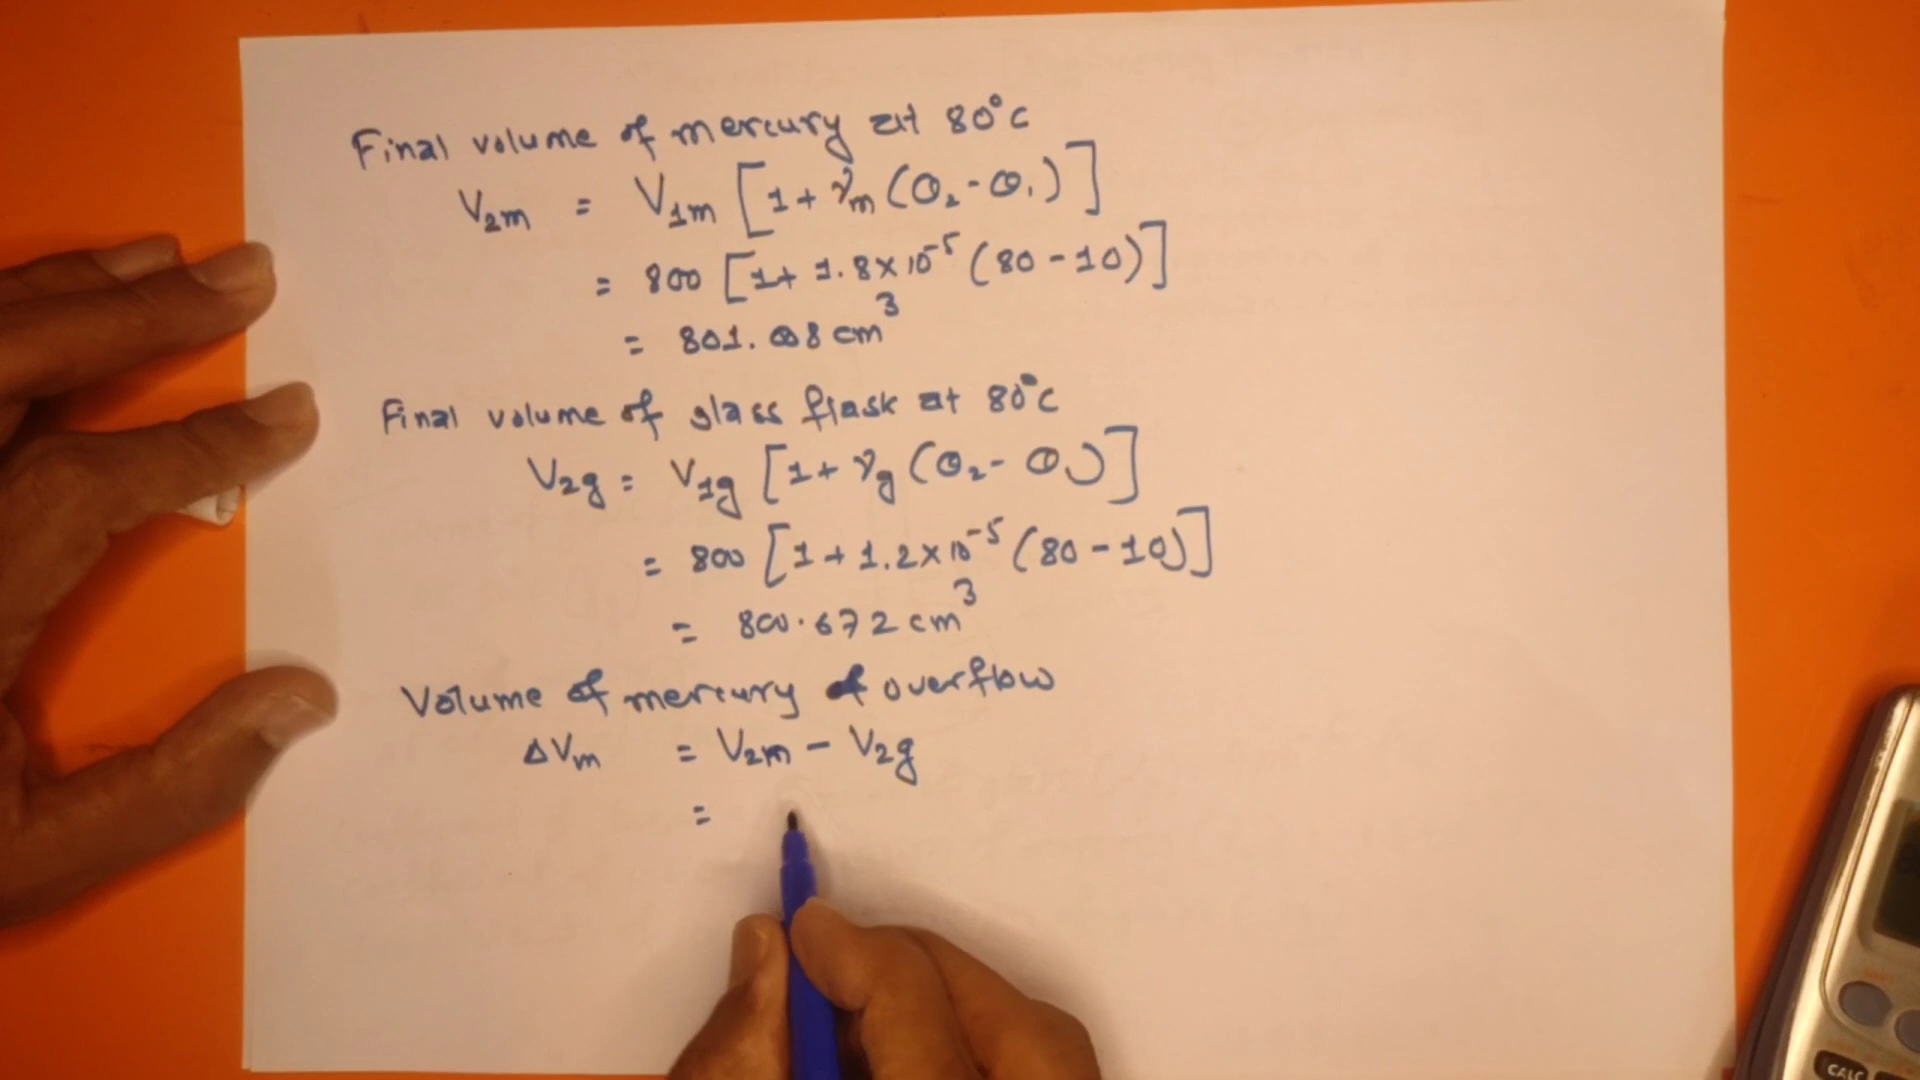 Final volume of mercury at 80°C
V₂m = V₁m [1 + γm (θ₂ - θ₁)]
= 800 [1 + 1.8 × 10⁻⁵ (80 - 10)]
= 801.008 cm³
Final volume of glass flask at 80°C
V₂g = V₁g [1 + γg (θ₂ - θ₁)]
= 800 [1 + 1.2 × 10⁻⁵ (80 - 10)]
= 800.672 cm³
Volume of mercury overflow
ΔVm = V₂m - V₂g
=
CALC